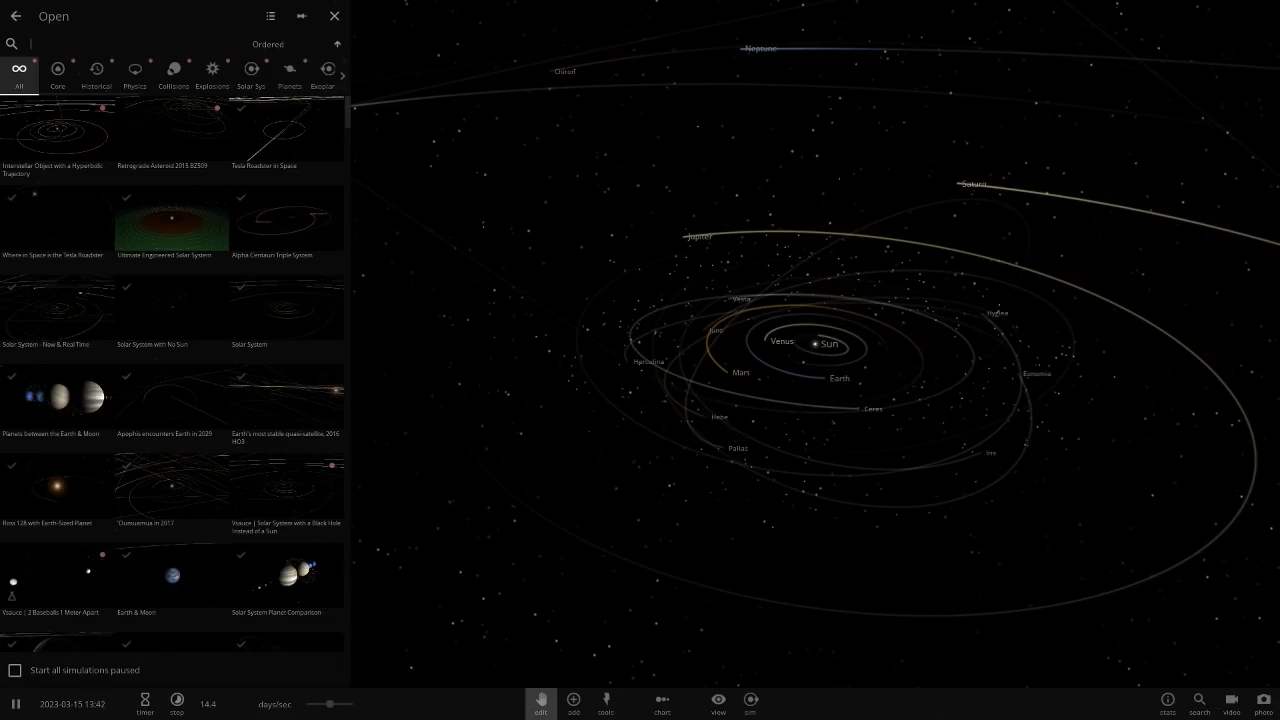 Open
Ordered
All
Core
Historical
Physics
Collisions
Explosions
Solar Sys
Planets
Exoplan
Interstellar Object with a Hyperbolic
Trajectory
Retrograde Asteroid 2015 BZ509
Tesla Roadster in Space
Where in Space is the Tesla Roadster
Ultimate Engineered Solar System
Alpha Centauri Triple System
Solar System - Now & Real Time
Solar System with No Sun
Solar System
Planets between the Earth & Moon
Apophis encounters Earth in 2029
Earth's most stable quasi-satellite, 2016
HO3
Ross 128 with Earth-Sized Planet
'Oumuamua in 2017
Vsauce | Solar System with a Black Hole
Instead of a Sun
Vsauce | 2 Baseballs 1 Meter Apart
Earth & Moon
Solar System Planet Comparison
Start all simulations paused
Neptune
Chiron
Saturn
Jupiter
Vesta
Hygiea
Juno
Venus
Sun
Herculina
Mars
Earth
Eunomia
Ceres
Hebe
Pallas
Iris
2023-03-15 13:42
timer
step
14.4
days/sec
edit
add
tools
chart
view
sim
stats
search
video
photo